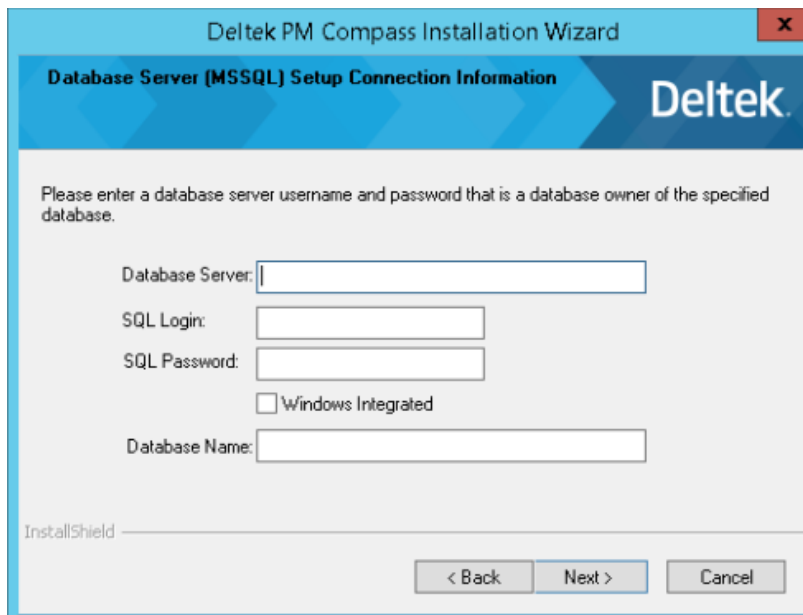 Deltek PM Compass Installation Wizard
x
Database Server (MSSQL) Setup Connection Information
Deltek.
Please enter a database server username and password that is a database owner of the specified
database.
Database Server:
SQL Login:
SQL Password:
Windows Integrated
Database Name:
InstallShield
< Back
Next >
Cancel